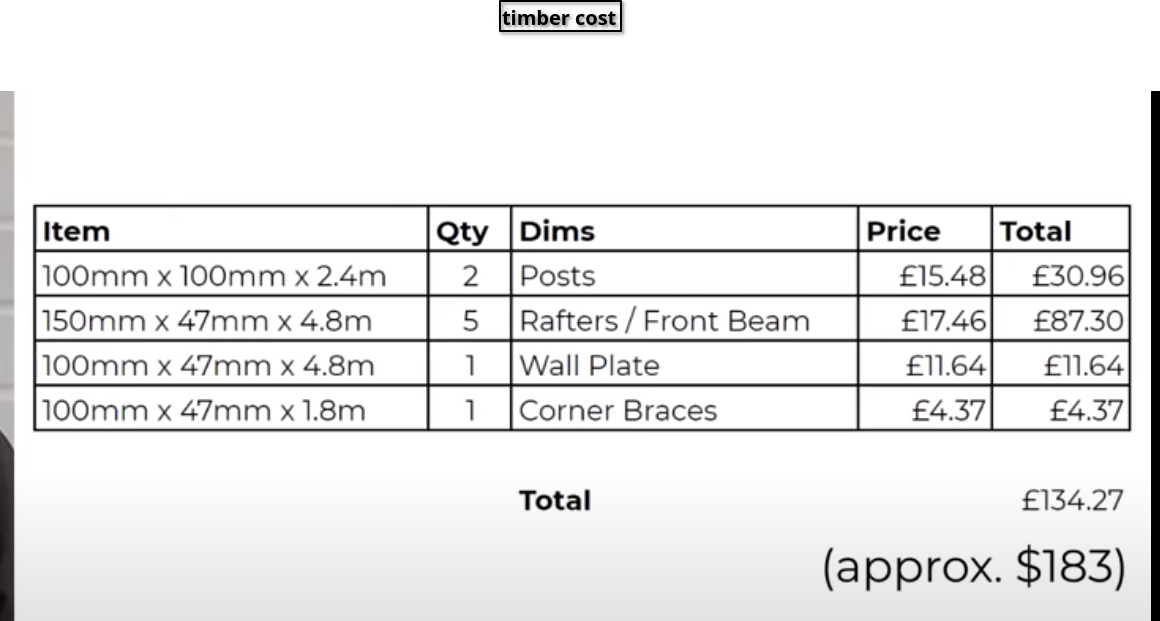 timber cost
Item Qty Dims Price Total
100mm x 100mm x 2.4m 2 Posts £15.48 £30.96
150mm x 47mm x 4.8m 5 Rafters / Front Beam £17.46 £87.30
100mm x 47mm x 4.8m 1 Wall Plate £11.64 £11.64
100mm x 47mm x 1.8m 1 Corner Braces £4.37 £4.37
Total £134.27
(approx. $183)